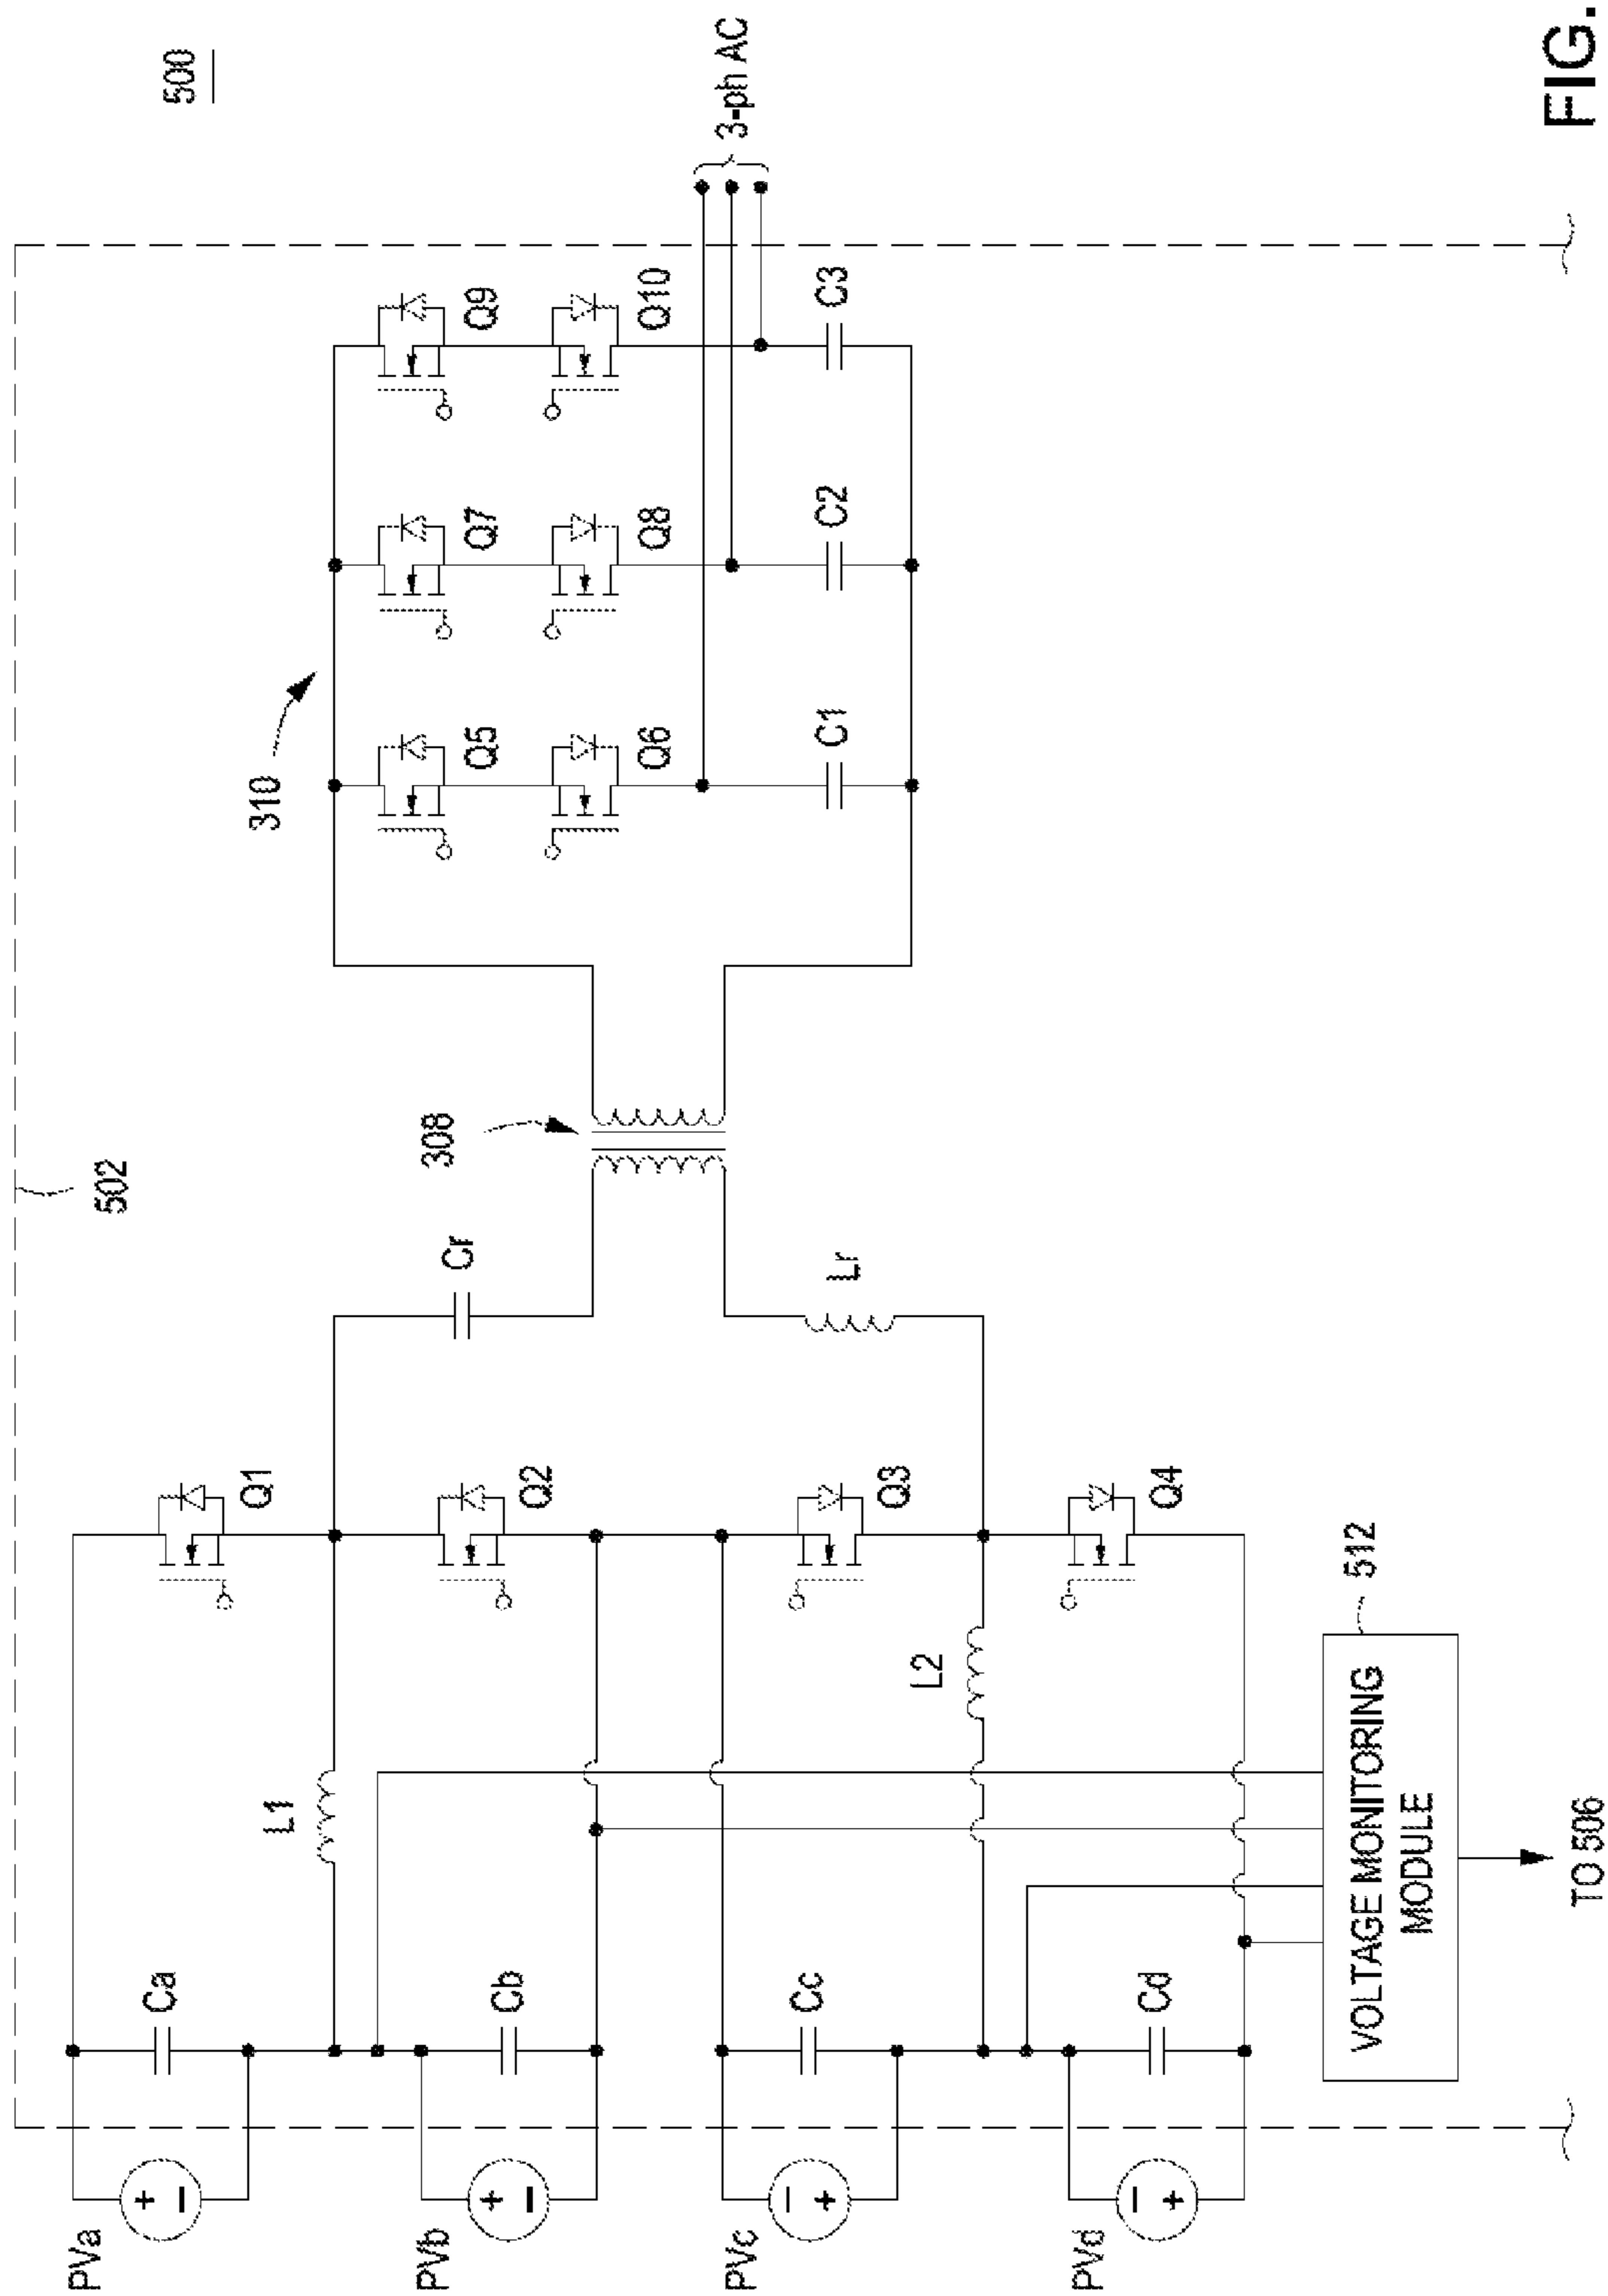 500
502
310
308
3-ph AC
Q9
Q10
Q7
Q8
Q5
Q6
C3
C2
C1
Cr
Lr
Q1
Q2
Q3
Q4
L1
L2
512
VOLTAGE MONITORING
MODULE
TO 506
Ca
Cb
Cc
Cd
PVa
+
−
PVb
+
−
PVc
−
+
PVd
−
+
FIG.